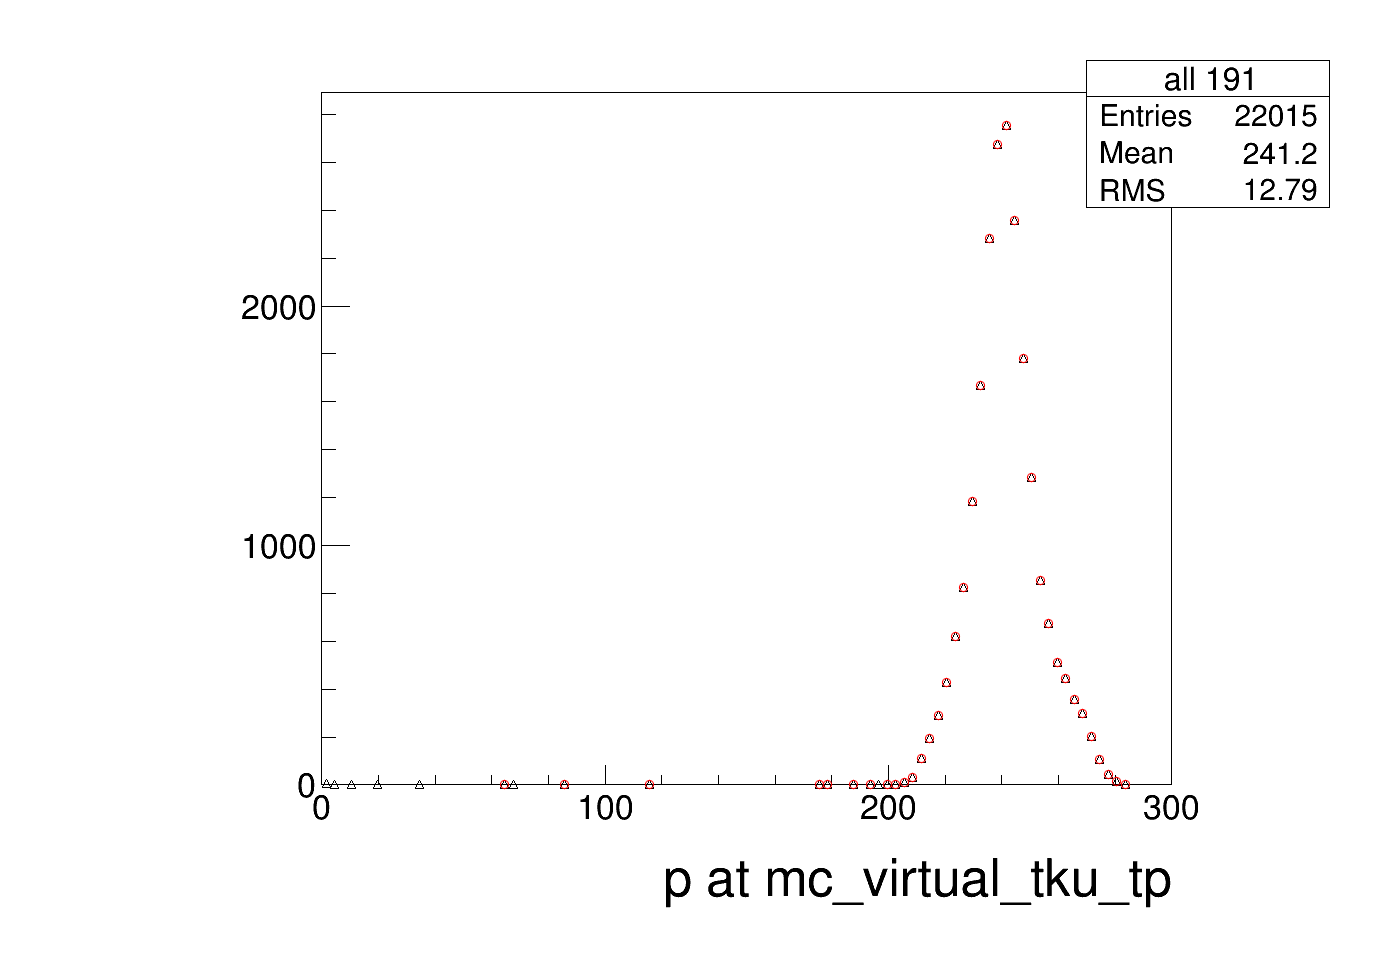 all 191
Entries 22015
Mean 241.2
RMS 12.79
2000
1000
0
0 100 200 300
p at mc_virtual_tku_tp